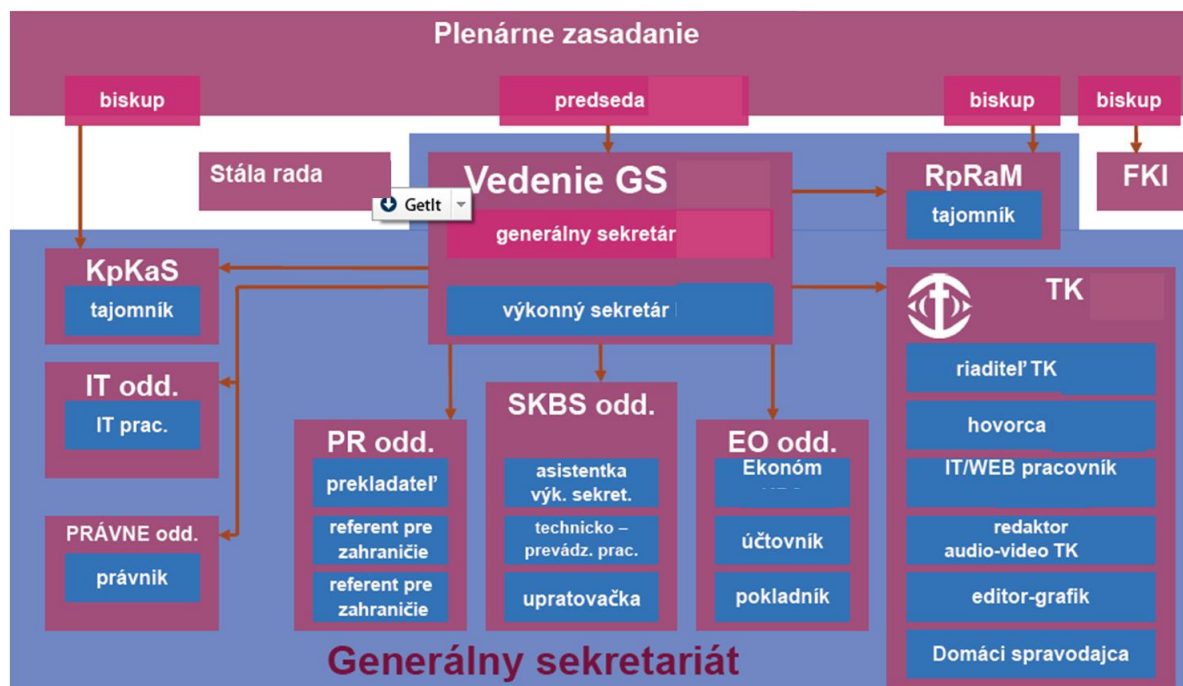 Plenárne zasadanie
biskup
predseda
biskup
biskup
Stála rada
GetIt
Vedenie GS
generálny sekretár
výkonný sekretár
RpRaM
tajomník
FKI
KpKaS
tajomník
IT odd.
IT prac.
PRÁVNE odd.
právnik
PR odd.
prekladateľ
referent pre
zahraničie
referent pre
zahraničie
SKBS odd.
asistentka
výk. sekret.
technicko –
prevádz. prac.
upratovačka
EO odd.
Ekonóm
účtovník
pokladník
TK
riaditeľ TK
hovorca
IT/WEB pracovník
redaktor
audio-video TK
editor-grafik
Domáci spravodajca
Generálny sekretariát